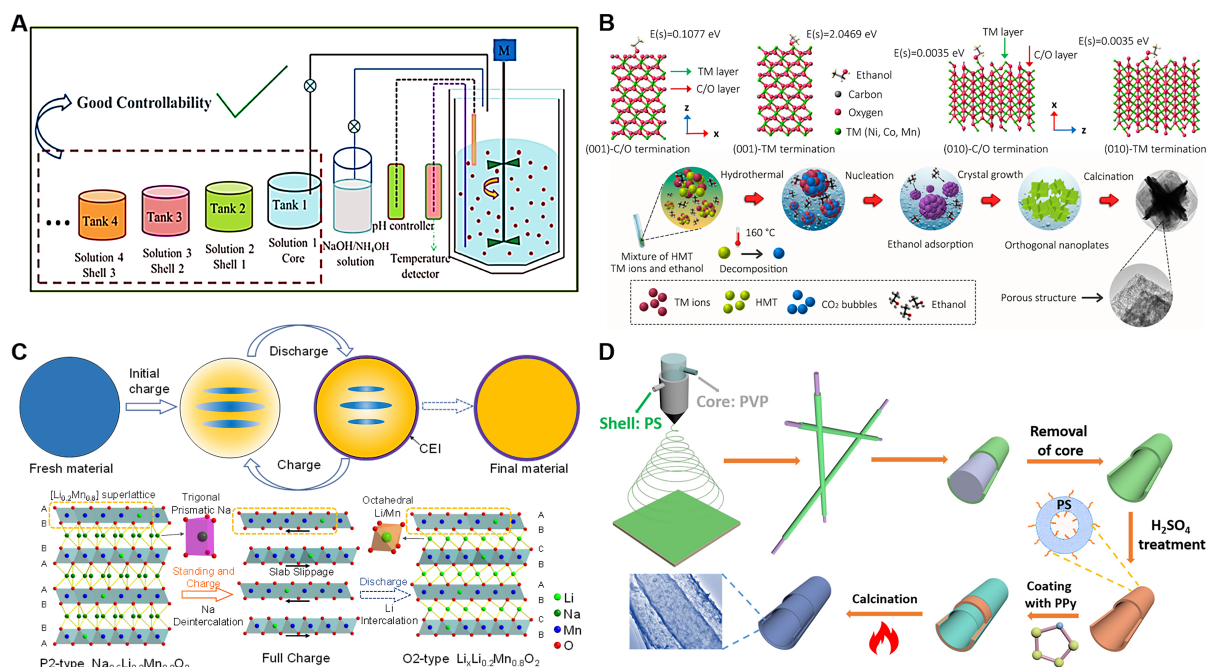 A
Good Controllability
M
Tank 4
Tank 3
Tank 2
Tank 1
Solution 4
Shell 3
Solution 3
Shell 2
Solution 2
Shell 1
Solution 1
Core
NaOH/NH4OH
solution
pH controller
Temperature
detector
B
E(s)=0.1077 eV
E(s)=2.0469 eV
TM layer
C/O layer
z
x
Ethanol
Carbon
Oxygen
TM (Ni, Co, Mn)
E(s)=0.0035 eV
TM
layer
C/O
layer
E(s)=0.0035 eV
x
z
(001)-C/O termination
(001)-TM termination
(010)-C/O termination
(010)-TM termination
Hydrothermal
Nucleation
Crystal growth
Calcination
160 °C
Decomposition
Mixture of HMT
TM ions and ethanol
Ethanol adsorption
Orthogonal nanoplates
TM ions
HMT
CO2 bubbles
Ethanol
Porous structure
C
Initial
charge
Discharge
Charge
CEI
Fresh material
Final material
[Li0.2Mn0.8] superlattice
Trigonal
Prismatic Na
Octahedral
Li/Mn
A
B
B
A
A
B
B
A
Standing and
Charge
Na
Deintercalation
Slab Slippage
Discharge
Li
Intercalation
A
B
C
B
A
B
C
B
Li
Na
Mn
O
Full Charge
O2-type LixLi0.2Mn0.8O2
D
Core: PVP
Shell: PS
Removal
of core
PS
H2SO4
treatment
Coating
with PPy
Calcination